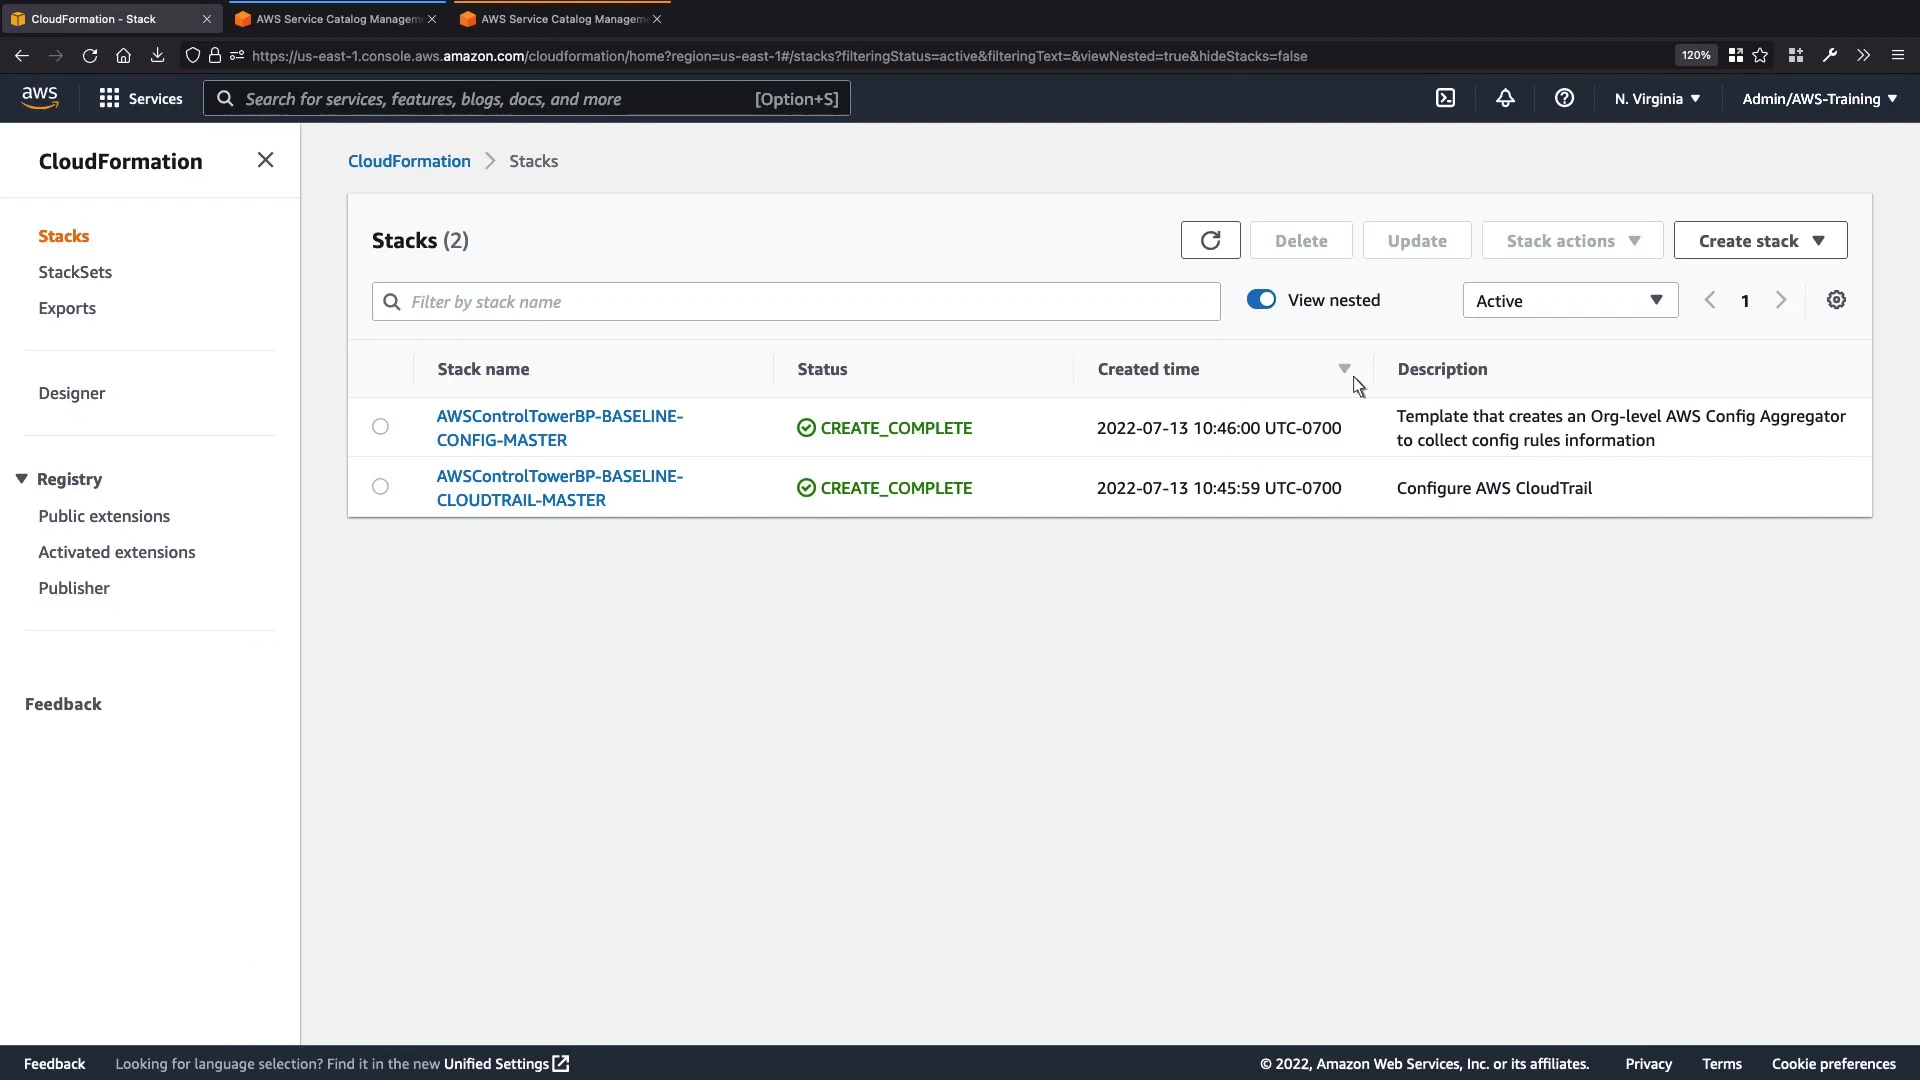 CloudFormation - Stack
AWS Service Catalog Managem
AWS Service Catalog Managem
https://us-east-1.console.aws.amazon.com/cloudformation/home?region=us-east-1#/stacks?filteringStatus=active&filteringText=&viewNested=true&hideStacks=false
120%
aws
Services
Search for services, features, blogs, docs, and more
[Option+S]
N. Virginia
Admin/AWS-Training
CloudFormation
Stacks
StackSets
Exports
Designer
Registry
Public extensions
Activated extensions
Publisher
Feedback
CloudFormation
Stacks
Stacks (2)
Delete
Update
Stack actions
Create stack
Filter by stack name
View nested
Active
1
Stack name
Status
Created time
Description
AWSControlTowerBP-BASELINE-
CONFIG-MASTER
CREATE_COMPLETE
2022-07-13 10:46:00 UTC-0700
Template that creates an Org-level AWS Config Aggregator
to collect config rules information
AWSControlTowerBP-BASELINE-
CLOUDTRAIL-MASTER
CREATE_COMPLETE
2022-07-13 10:45:59 UTC-0700
Configure AWS CloudTrail
Feedback
Looking for language selection? Find it in the new Unified Settings
© 2022, Amazon Web Services, Inc. or its affiliates.
Privacy
Terms
Cookie preferences